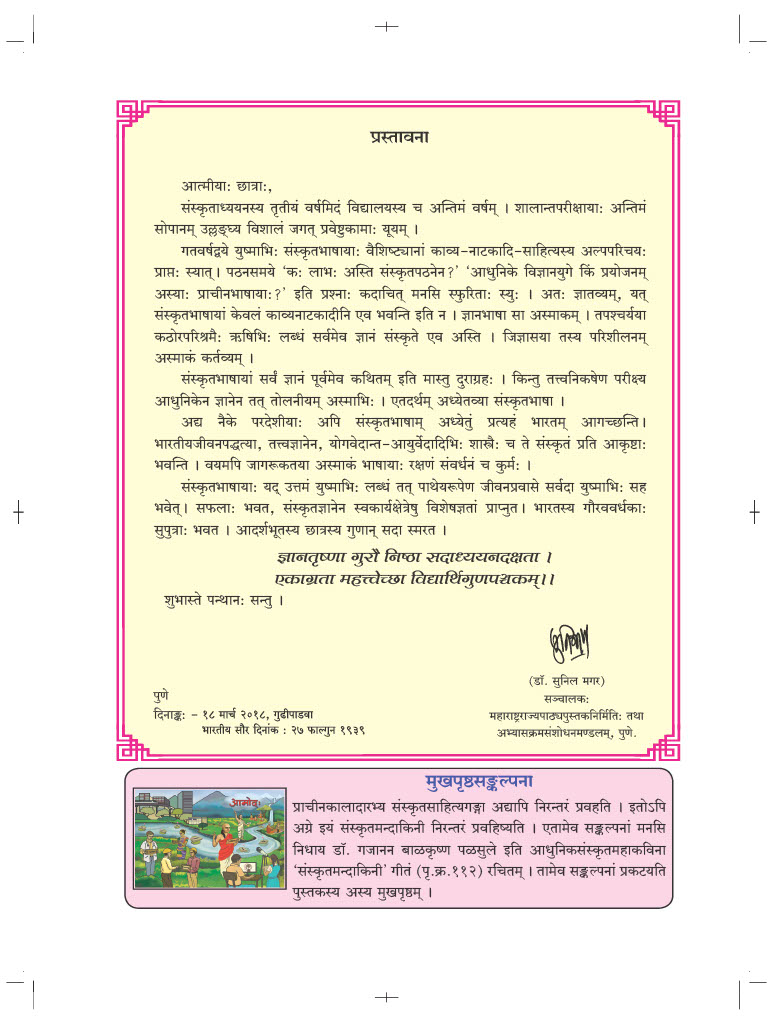 प्रस्तावना
आत्मीयाः छात्राः,
संस्कृताध्ययनस्य तृतीयं वर्षमिदं विद्यालयस्य च अन्तिमं वर्षम् । शालान्तपरीक्षायाः अन्तिमं
सोपानम् उल्लङ्घ्य विशालं जगत् प्रवेष्टुकामाः यूयम् ।
गतवर्षद्वये युष्माभिः संस्कृतभाषायाः वैशिष्ट्यानां काव्य-नाटकादि-साहित्यस्य अल्पपरिचयः
प्राप्तः स्यात्। पठनसमये ‘कः लाभः अस्ति संस्कृतपठनेन?’ ‘आधुनिके विज्ञानयुगे किं प्रयोजनम्
अस्याः प्राचीनभाषायाः?’ इति प्रश्नाः कदाचित् मनसि स्फुरिताः स्युः । अतः ज्ञातव्यम्, यत्
संस्कृतभाषायां केवलं काव्यनाटकादीनि एव भवन्ति इति न । ज्ञानभाषा सा अस्माकम् । तपश्चर्यया
कठोरपरिश्रमैः ऋषिभिः लब्धं सर्वमेव ज्ञानं संस्कृते एव अस्ति । जिज्ञासया तस्य परिशीलनम्
अस्माकं कर्तव्यम् ।
संस्कृतभाषायां सर्वं ज्ञानं पूर्वमेव कथितम् इति मास्तु दुराग्रहः । किन्तु तत्त्वनिकषेण परीक्ष्य
आधुनिकेन ज्ञानेन तत् तोलनीयम् अस्माभिः । एतदर्थम् अध्येतव्या संस्कृतभाषा ।
अद्य नैके परदेशीयाः अपि संस्कृतभाषाम् अध्येतुं प्रत्यहं भारतम् आगच्छन्ति।
भारतीयजीवनपद्धत्या, तत्त्वज्ञानेन, योगवेदान्त-आयुर्वेदादिभिः शास्त्रैः च ते संस्कृतं प्रति आकृष्टाः
भवन्ति । वयमपि जागरूकतया अस्माकं भाषायाः रक्षणं संवर्धनं च कुर्मः ।
संस्कृतभाषायाः यद् उत्तमं युष्माभिः लब्धं तत् पाथेयरूपेण जीवनप्रवासे सर्वदा युष्माभिः सह
भवेत्। सफलाः भवत, संस्कृतज्ञानेन स्वकार्यक्षेत्रेषु विशेषज्ञतां प्राप्नुत। भारतस्य गौरववर्धकाः
सुपुत्राः भवत । आदर्शभूतस्य छात्रस्य गुणान् सदा स्मरत ।
ज्ञानतृष्णा गुरौ निष्ठा सदाध्ययनदक्षता ।
एकाग्रता महत्त्वेच्छा विद्यार्थिगुणपञ्चकम्।।
शुभास्ते पन्थानः सन्तु ।
(डॉ. सुनिल मगर)
सञ्चालकः
महाराष्ट्रराज्यपाठ्यपुस्तकनिर्मितिः तथा
अभ्यासक्रमसंशोधनमण्डलम्, पुणे.
पुणे
दिनाङ्कः - १८ मार्च २०१८, गुढीपाडवा
भारतीय सौर दिनांक : २७ फाल्गुन १९३९
मुखपृष्ठसङ्कल्पना
आमोदः
प्राचीनकालादारभ्य संस्कृतसाहित्यगङ्गा अद्यापि निरन्तरं प्रवहति । इतोऽपि
अग्रे इयं संस्कृतमन्दाकिनी निरन्तरं प्रवहिष्यति । एतामेव सङ्कल्पनां मनसि
निधाय डॉ. गजानन बाळकृष्ण पळसुले इति आधुनिकसंस्कृतमहाकविना
‘संस्कृतमन्दाकिनी’ गीतं (पृ.क्र.११२) रचितम् । तामेव सङ्कल्पनां प्रकटयति
पुस्तकस्य अस्य मुखपृष्ठम् ।